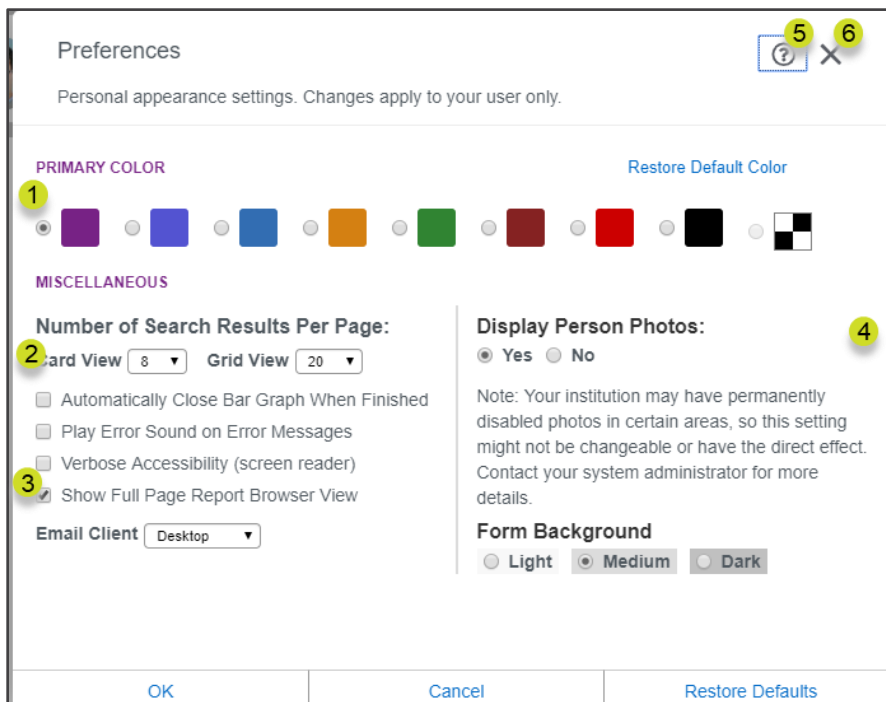 Preferences
5
6
?
Personal appearance settings. Changes apply to your user only.
PRIMARY COLOR
Restore Default Color
1
MISCELLANEOUS
Number of Search Results Per Page:
2
Card View 8 Grid View 20
Automatically Close Bar Graph When Finished
Play Error Sound on Error Messages
Verbose Accessibility (screen reader)
3
Show Full Page Report Browser View
Email Client Desktop
Display Person Photos:
4
Yes No
Note: Your institution may have permanently
disabled photos in certain areas, so this setting
might not be changeable or have the direct effect.
Contact your system administrator for more
details.
Form Background
Light Medium Dark
OK Cancel Restore Defaults